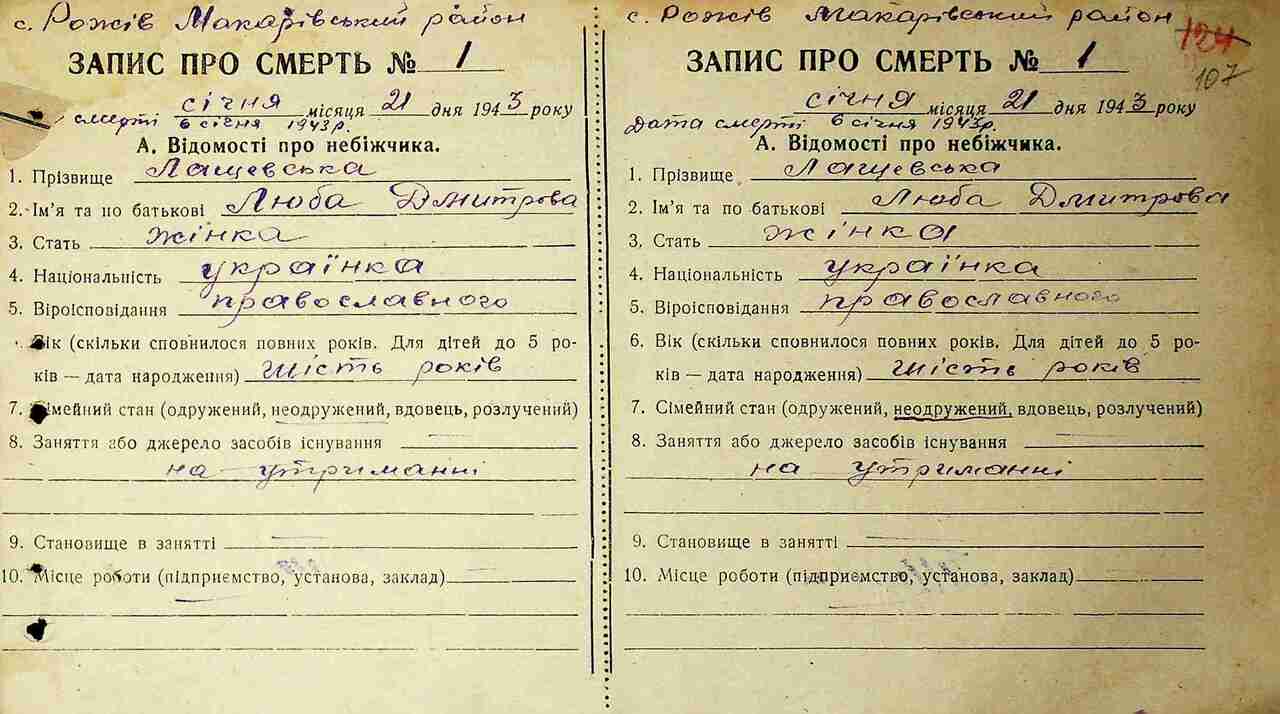 с. Рожів Макарівський район
ЗАПИС ПРО СМЕРТЬ № 1
січня місяця 21 дня 1943 року
смерті 6 січня 1943р.
А. Відомості про небіжчика.
1. Прізвище Лащевська
2. Ім'я та по батькові Люба Дмитрова
3. Стать жінка
4. Національність українка
5. Віроісповідання православного
Вік (скільки сповнилося повних років. Для дітей до 5 ро-
ків — дата народження) шість років
7. Сімейний стан (одружений, неодружений, вдовець, розлучений)
8. Заняття або джерело засобів існування
на утриманні
9. Становище в занятті
10. Місце роботи (підприємство, установа, заклад)
с. Рожів Макарівський район
124
107
ЗАПИС ПРО СМЕРТЬ № 1
січня місяця 21 дня 1943 року
Дата смерті 6 січня 1943р.
А. Відомості про небіжчика.
1. Прізвище Лащевська
2. Ім'я та по батькові Люба Дмитрова
3. Стать жінка
4. Національність українка
5. Віроісповідання православного
6. Вік (скільки сповнилося повних років. Для дітей до 5 ро-
ків — дата народження) шість років
7. Сімейний стан (одружений, неодружений, вдовець, розлучений)
8. Заняття або джерело засобів існування
на утриманні
9. Становище в занятті
10. Місце роботи (підприємство, установа, заклад)